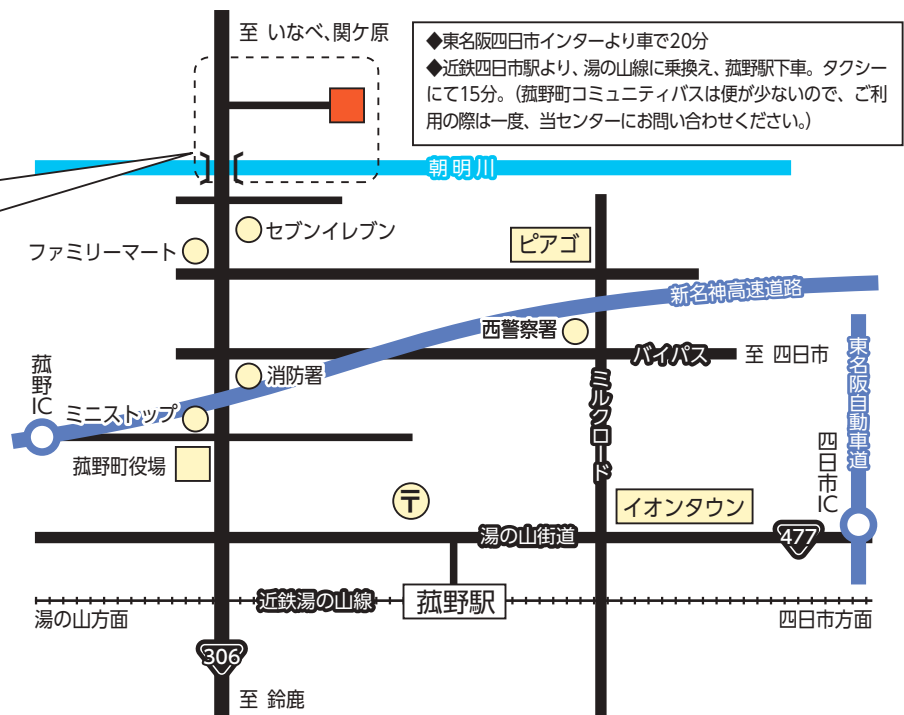 至 いなべ、関ケ原
◆東名阪四日市インターより車で20分
◆近鉄四日市駅より、湯の山線に乗換え、菰野駅下車。タクシー
にて15分。（菰野町コミュニティバスは便が少ないので、ご利
用の際は一度、当センターにお問い合わせください。）
朝明川
セブンイレブン
ファミリーマート
ピアゴ
新名神高速道路
西警察署
バイパス
至 四日市
東名阪自動車道
菰野IC
消防署
ミルクロード
ミニストップ
菰野町役場
四日市IC
〒
イオンタウン
湯の山街道
477
近鉄湯の山線
菰野駅
湯の山方面
四日市方面
306
至 鈴鹿